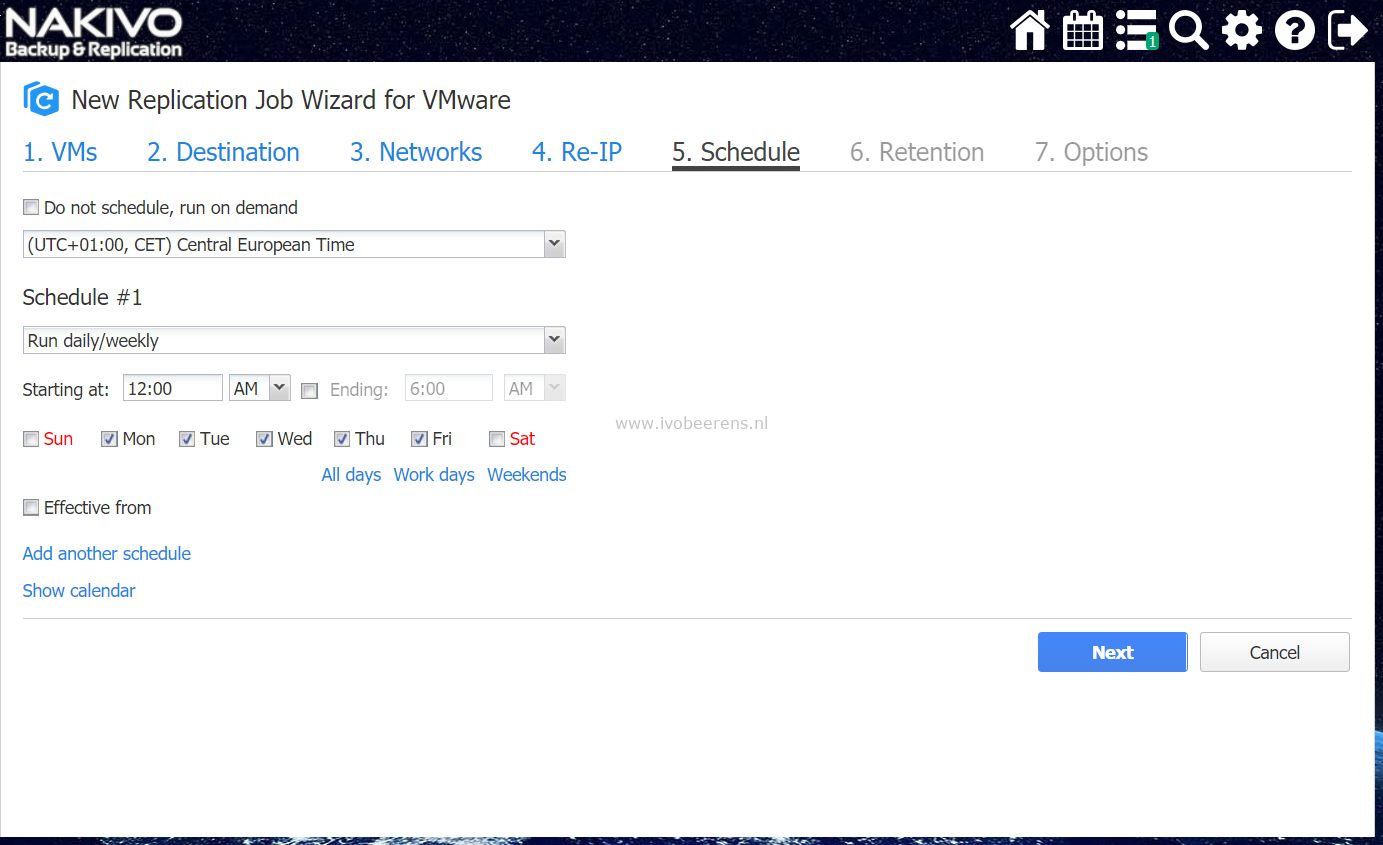 NAKIVO
Backup & Replication
1
New Replication Job Wizard for VMware
1. VMs 2. Destination 3. Networks 4. Re-IP 5. Schedule 6. Retention 7. Options
Do not schedule, run on demand
(UTC+01:00, CET) Central European Time
Schedule #1
Run daily/weekly
Starting at: 12:00 AM Ending: 6:00 AM
www.ivobeerens.nl
Sun Mon Tue Wed Thu Fri Sat
All days Work days Weekends
Effective from
Add another schedule
Show calendar
Next Cancel